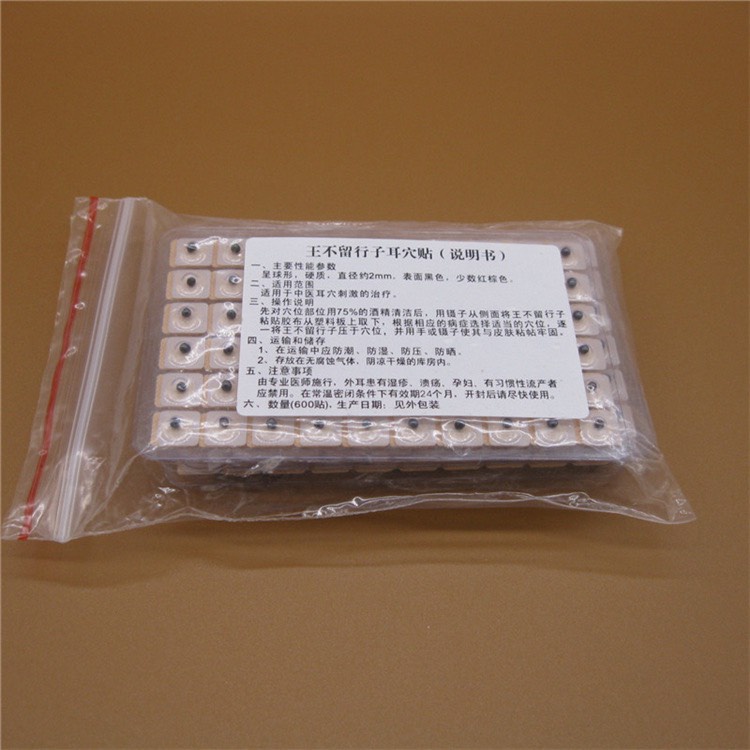 王不留行子耳穴贴（说明书）
一、主要性能参数
呈球形，硬质，直径约2mm，表面黑色，少数红棕色。
二、适用范围
适用于中医耳穴刺激的治疗。
三、操作说明
先对穴位部位用75%的酒精清洁后，用镊子从侧面将王不留行子
粘贴胶布从塑料板上取下，根据相应的病症选择适当的穴位，逐
一将王不留行子压于穴位，并用手或镊子使其与皮肤粘帖牢固。
四、运输和储存
1、在运输中应防潮、防湿、防压、防晒。
2、存放在无腐蚀气体，阴凉干燥的库房内。
五、注意事项
由专业医师施行，外耳患有湿疹、溃疡、孕妇、有习惯性流产者
应禁用。在常温密闭条件下有效期24个月，开封后请尽快使用。
六、数量(600贴)，生产日期：见外包装